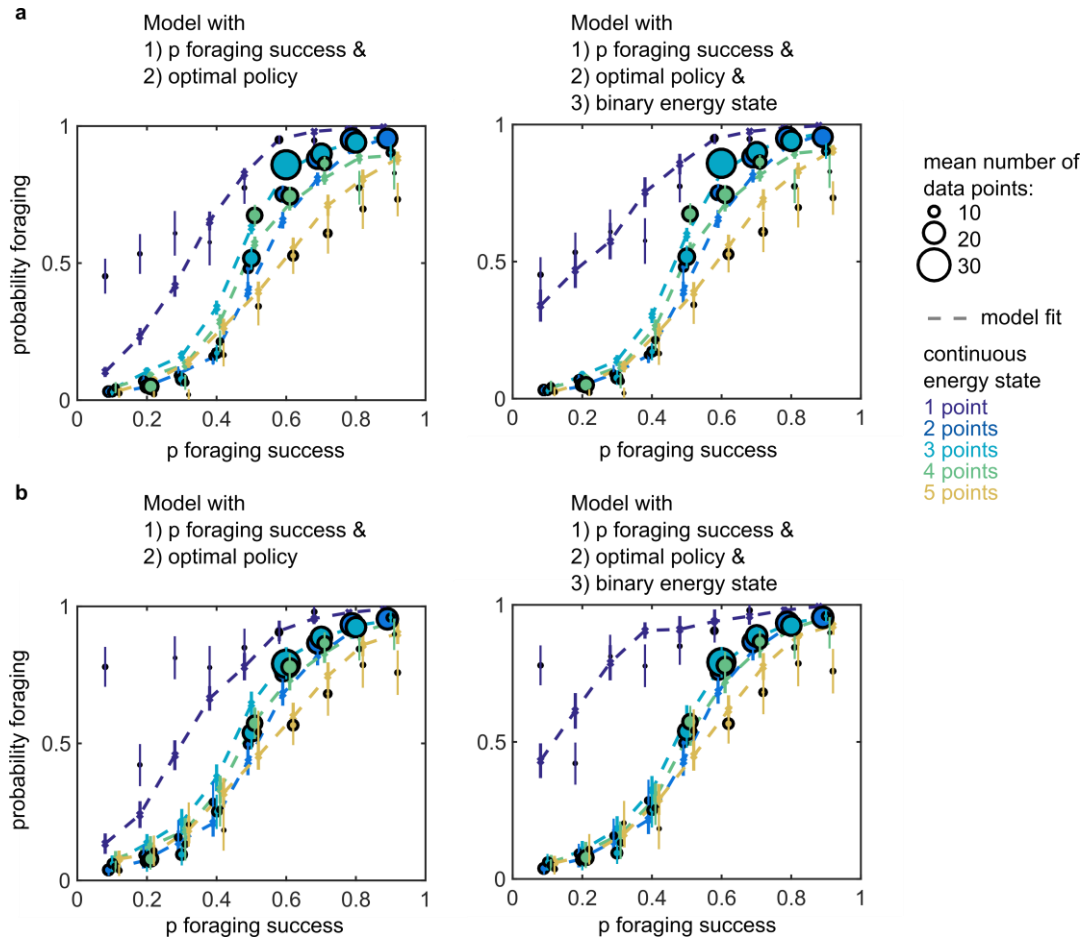 a
Model with
1) p foraging success &
2) optimal policy
Model with
1) p foraging success &
2) optimal policy &
3) binary energy state
probability foraging
1
0.5
0
0
0.2
0.4
0.6
0.8
1
p foraging success
1
0.5
0
0
0.2
0.4
0.6
0.8
1
p foraging success
mean number of
data points:
10
20
30
model fit
continuous
energy state
1 point
2 points
3 points
4 points
5 points
b
Model with
1) p foraging success &
2) optimal policy
Model with
1) p foraging success &
2) optimal policy &
3) binary energy state
probability foraging
1
0.5
0
0
0.2
0.4
0.6
0.8
1
p foraging success
1
0.5
0
0
0.2
0.4
0.6
0.8
1
p foraging success